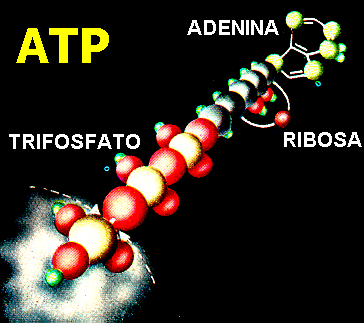 ADENINA
ATP
TRIFOSFATO
RIBOSA